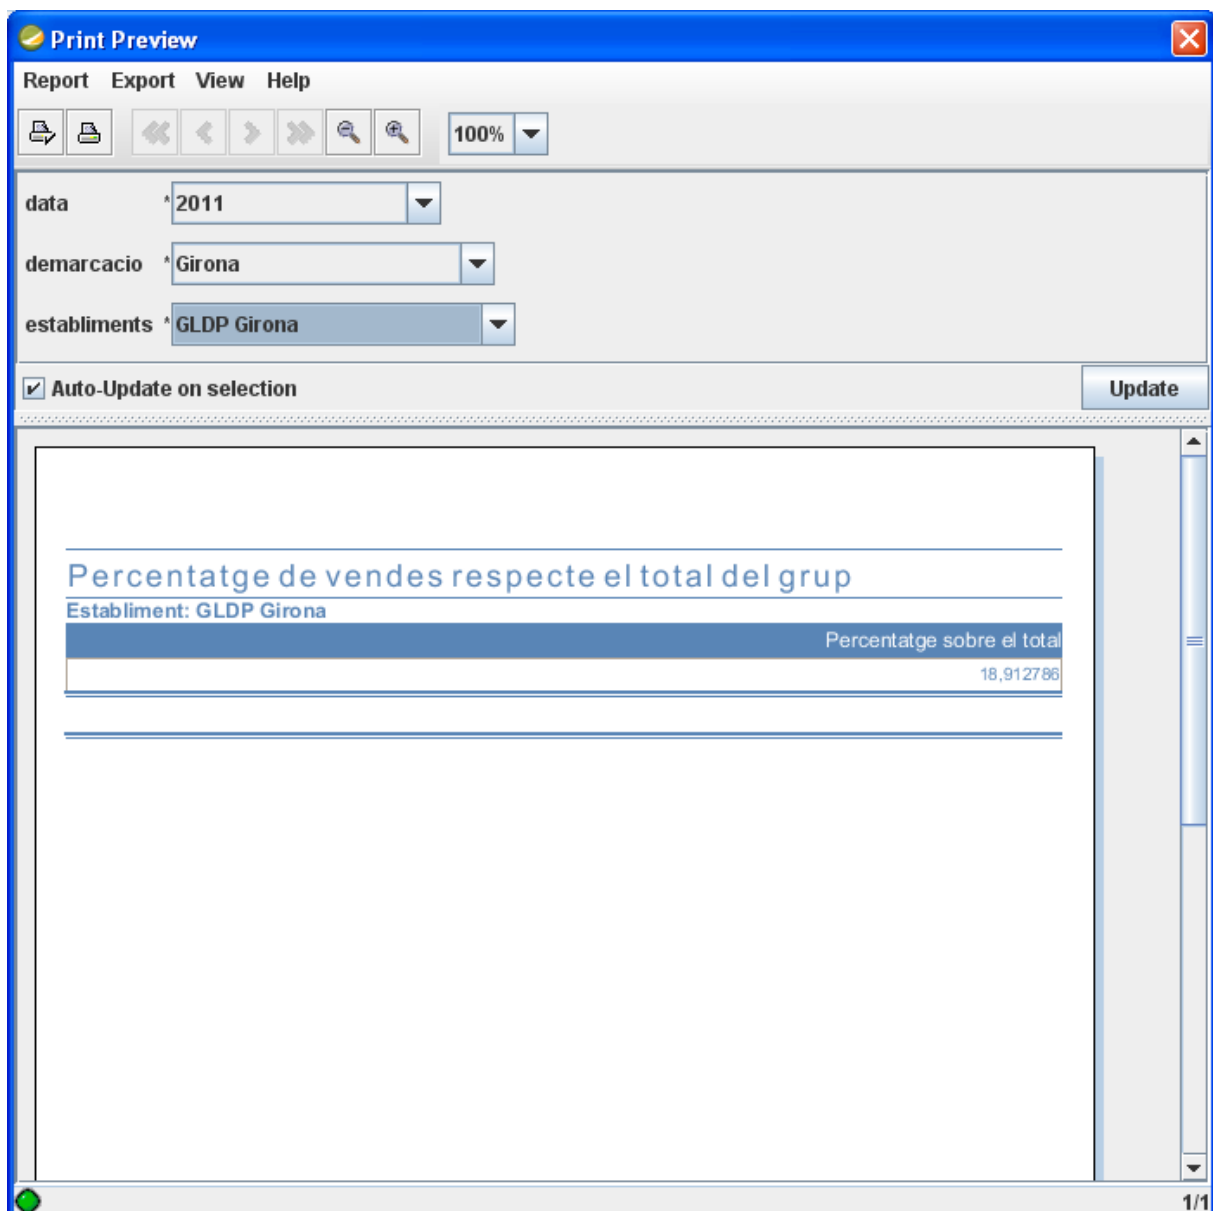 Print Preview
Report Export View Help
100%
data * 2011
demarcacio * Girona
establiments * GLDP Girona
Auto-Update on selection Update
Percentatge de vendes respecte el total del grup
Establiment: GLDP Girona
Percentatge sobre el total
18,912786
1/1